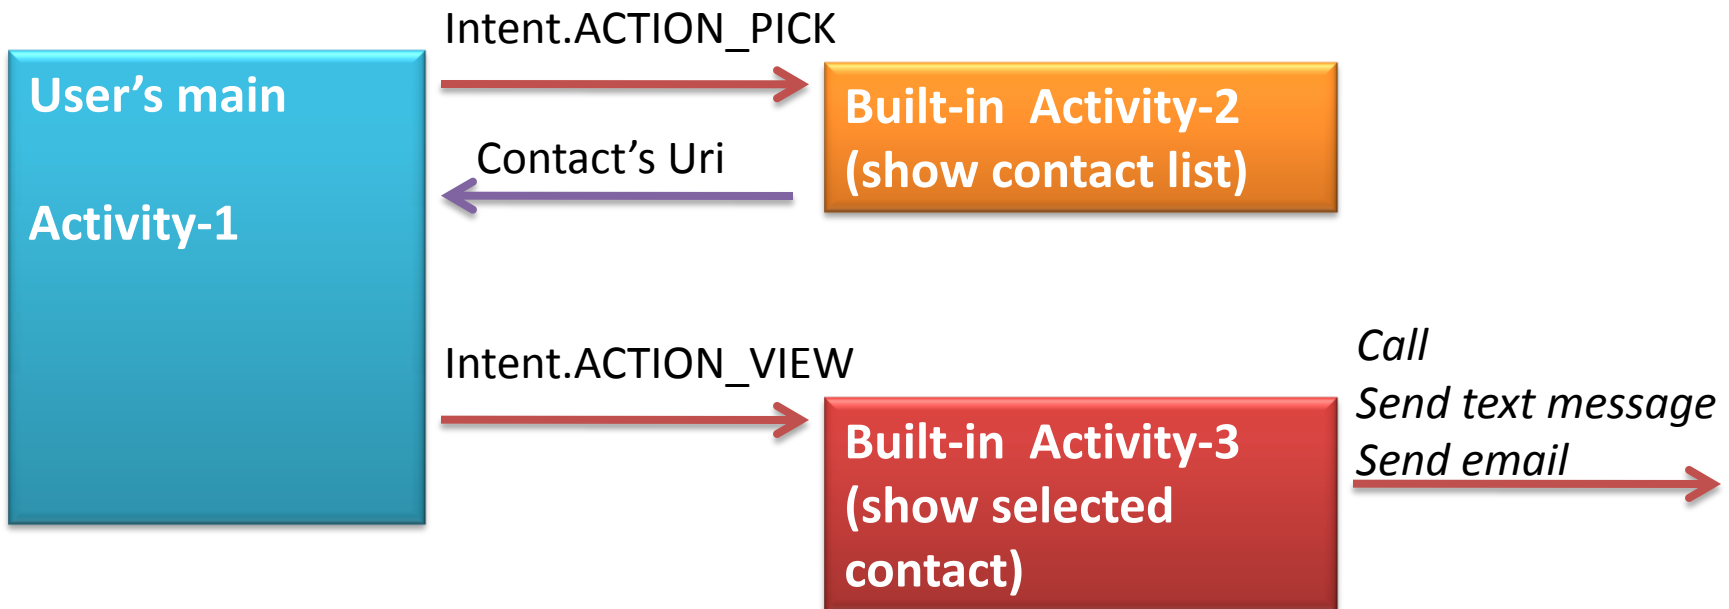 Intent.ACTION_PICK
User’s main
Activity-1
Built-in  Activity-2
(show contact list)
Contact’s Uri
Intent.ACTION_VIEW
Built-in  Activity-3
(show selected
contact)
Call
Send text message
Send email